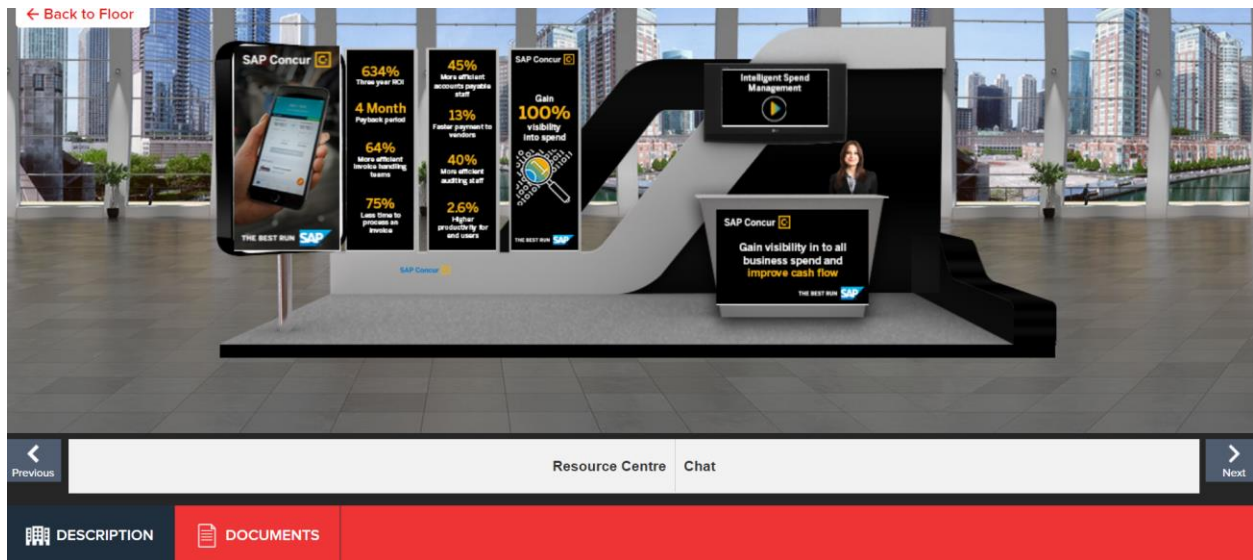 ← Back to Floor
SAP Concur C
THE BEST RUN SAP
634%
Three year ROI
4 Month
Payback period
64%
More efficient
invoice handling
teams
75%
Less time to
process an
invoice
45%
More efficient
accounts payable
staff
13%
Faster payment to
vendors
40%
More efficient
auditing staff
2.6%
Higher
productivity for
end users
SAP Concur C
Gain
100%
visibility
into spend
THE BEST RUN SAP
SAP Concur
Intelligent Spend
Management
SAP Concur C
Gain visibility in to all
business spend and
improve cash flow
THE BEST RUN SAP
Previous
Resource Centre
Chat
Next
DESCRIPTION
DOCUMENTS